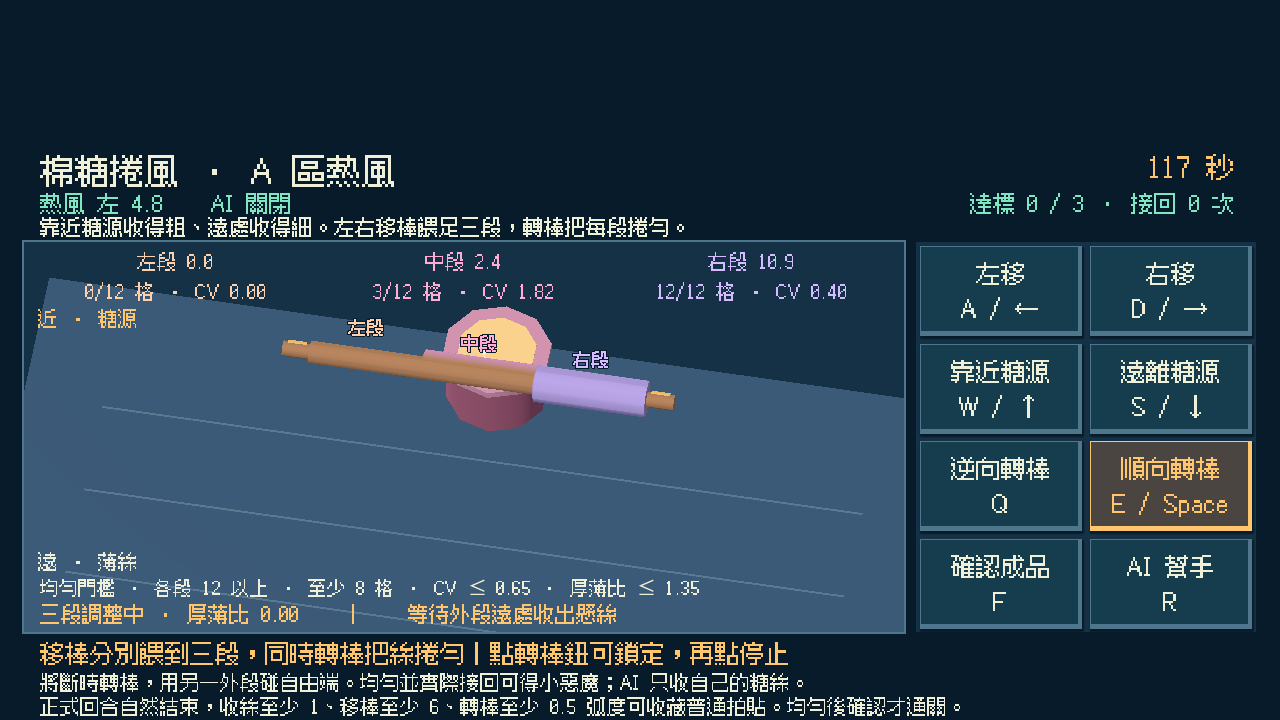 棉糖捲風 · A 區熱風
117 秒
熱風 左 4.8 AI 關閉
達標 0 / 3 · 接回 0 次
靠近糖源收得粗、遠處收得細。左右移棒餵足三段，轉棒把每段捲勻。
左段 0.0
中段 2.4
右段 10.9
0/12 格 · CV 0.00
3/12 格 · CV 1.82
12/12 格 · CV 0.40
近 · 糖源
左段
中段
右段
遠 · 薄絲
均勻門檻 · 各段 12 以上 · 至少 8 格 · CV ≤ 0.65 · 厚薄比 ≤ 1.35
三段調整中 · 厚薄比 0.00 | 等待外段遠處收出懸絲
左移
A / ←
右移
D / →
靠近糖源
W / ↑
遠離糖源
S / ↓
逆向轉棒
Q
順向轉棒
E / Space
確認成品
F
AI 幫手
R
移棒分別餵到三段，同時轉棒把絲捲勻 | 點轉棒鈕可鎖定，再點停止
將斷時轉棒，用另一外段碰自由端。均勻並實際接回可得小惡魔；AI 只收自己的糖絲。
正式回合自然結束，收絲至少 1、移棒至少 6、轉棒至少 0.5 弧度可收藏普通拍貼。均勻後確認才通關。